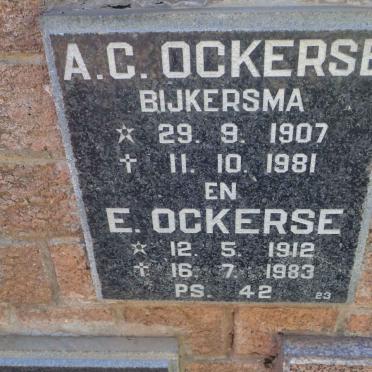 A.C. OCKERSE
BIJKERSMA
☆ 29. 9. 1907
✝ 11. 10. 1981
EN
E. OCKERSE
☆ 12. 5. 1912
✝ 16. 7. 1983
PS. 42 23